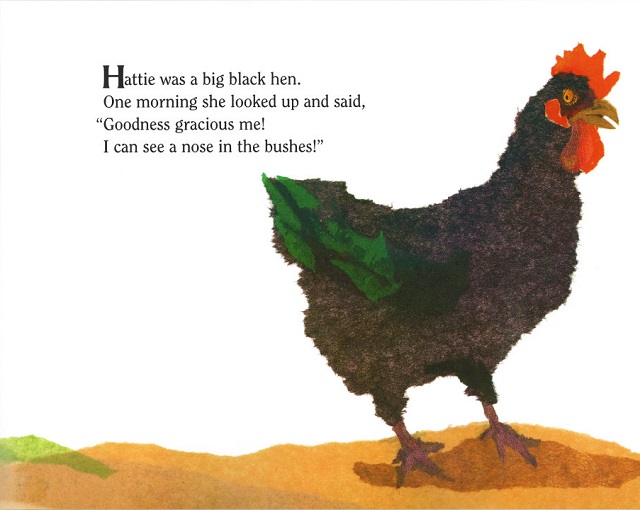 Hattie was a big black hen.
One morning she looked up and said,
“Goodness gracious me!
I can see a nose in the bushes!”